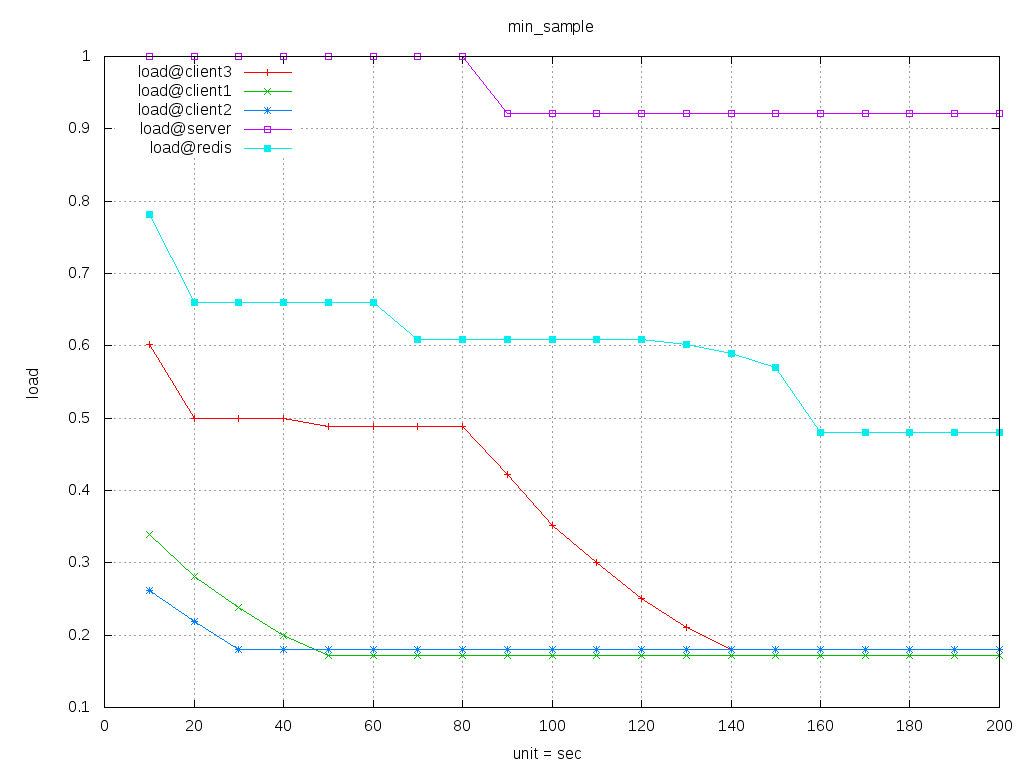 min_sample
1
0.9
0.8
0.7
0.6
0.5
0.4
0.3
0.2
0.1
load
load@client3
load@client1
load@client2
load@server
load@redis
0 20 40 60 80 100 120 140 160 180 200
unit = sec